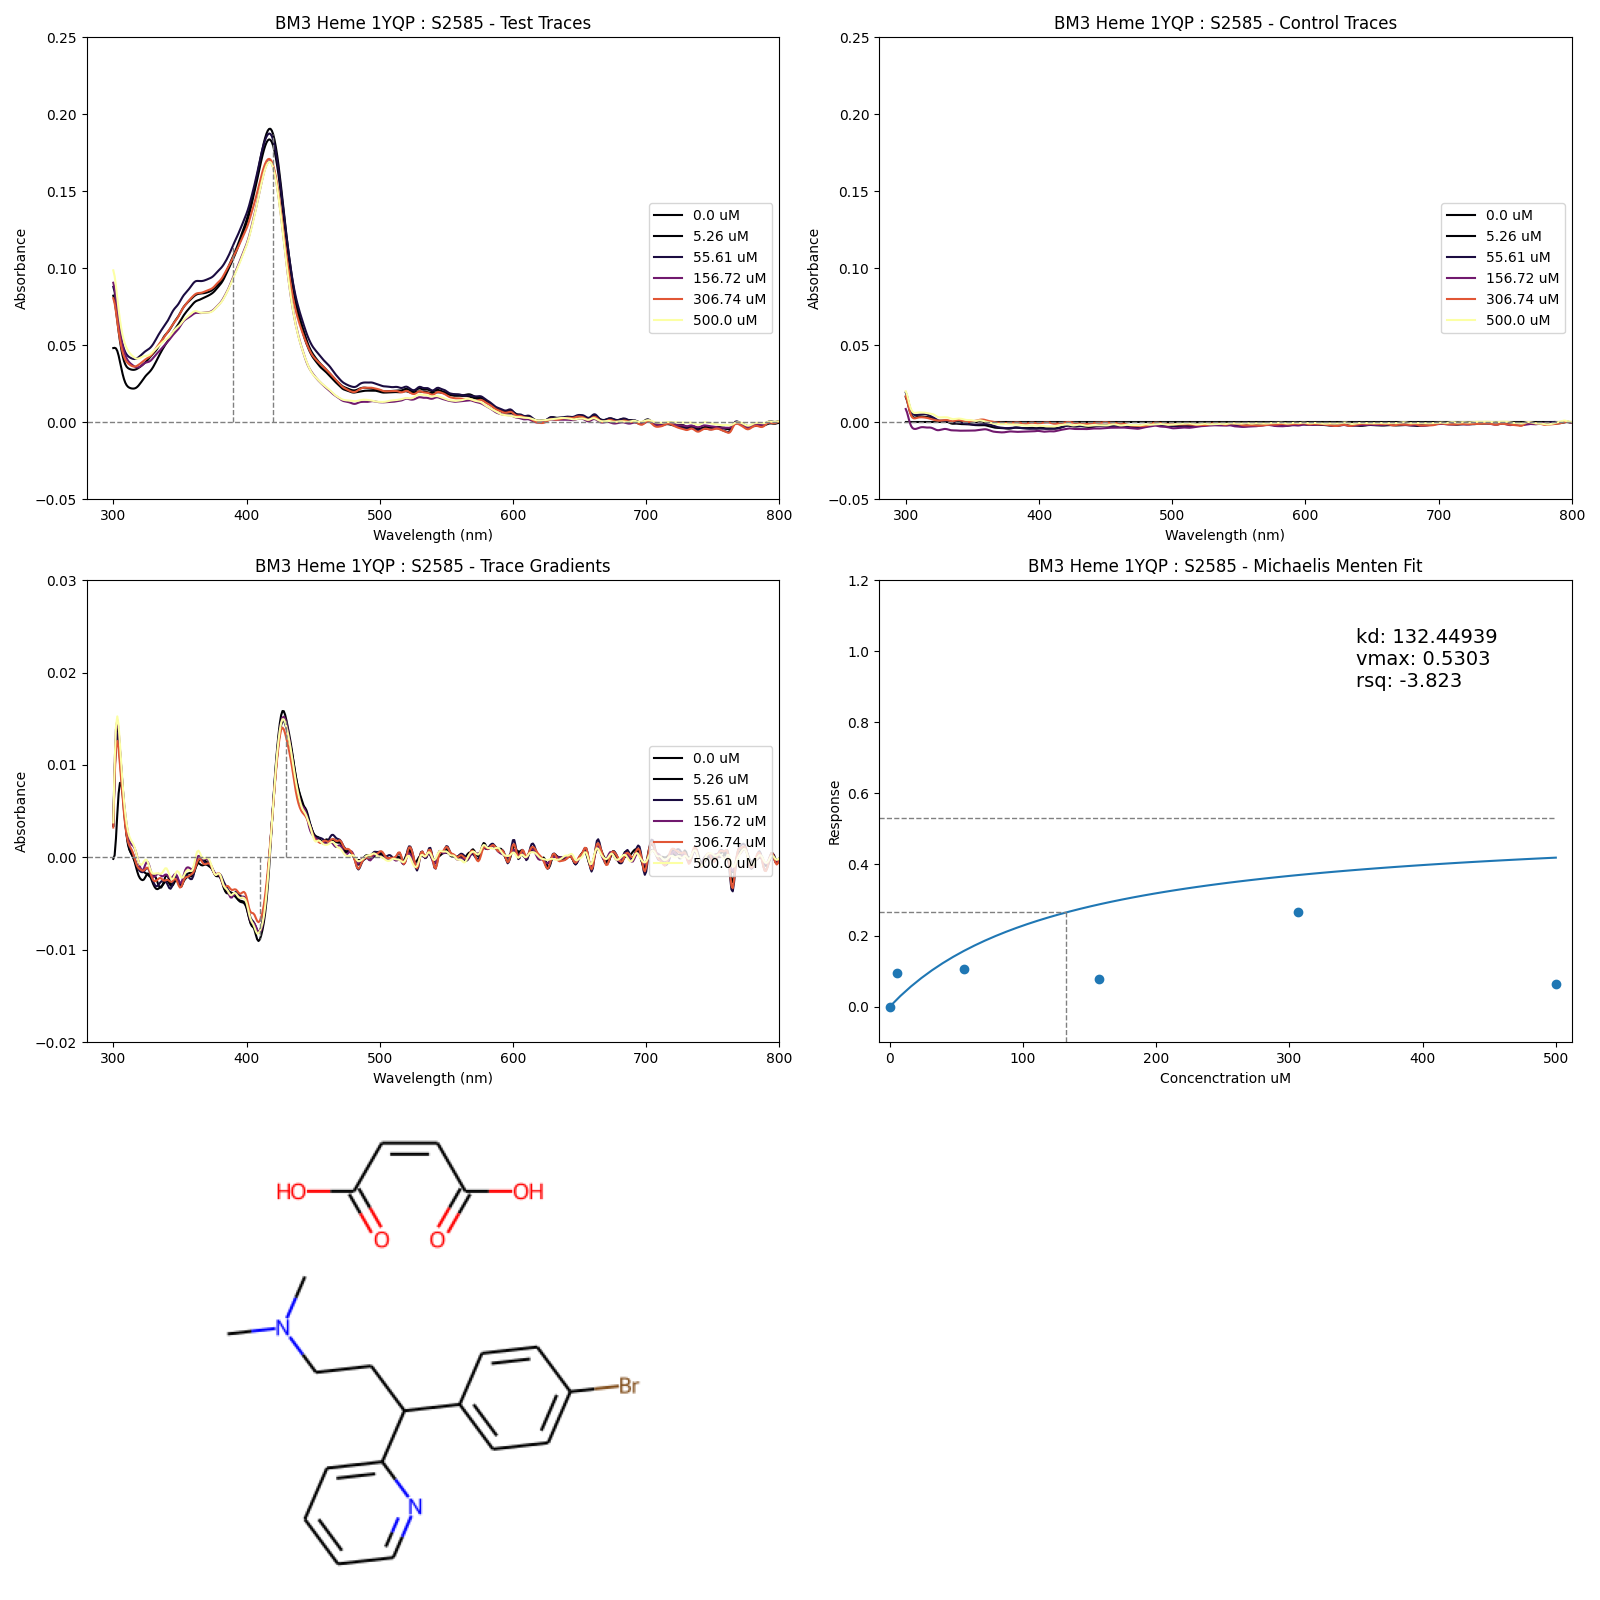 BM3 Heme 1YQP : S2585 - Test Traces
0.25
0.20
0.15
0.10
0.05
0.00
−0.05
Absorbance
300 400 500 600 700 800
Wavelength (nm)
0.0 uM
5.26 uM
55.61 uM
156.72 uM
306.74 uM
500.0 uM
BM3 Heme 1YQP : S2585 - Control Traces
0.25
0.20
0.15
0.10
0.05
0.00
−0.05
Absorbance
300 400 500 600 700 800
Wavelength (nm)
0.0 uM
5.26 uM
55.61 uM
156.72 uM
306.74 uM
500.0 uM
BM3 Heme 1YQP : S2585 - Trace Gradients
0.03
0.02
0.01
0.00
−0.01
−0.02
Absorbance
300 400 500 600 700 800
Wavelength (nm)
0.0 uM
5.26 uM
55.61 uM
156.72 uM
306.74 uM
500.0 uM
BM3 Heme 1YQP : S2585 - Michaelis Menten Fit
1.2
1.0
0.8
0.6
0.4
0.2
0.0
Response
0 100 200 300 400 500
Concenctration uM
kd: 132.44939
vmax: 0.5303
rsq: -3.823
HO OH
O O
N
Br
N